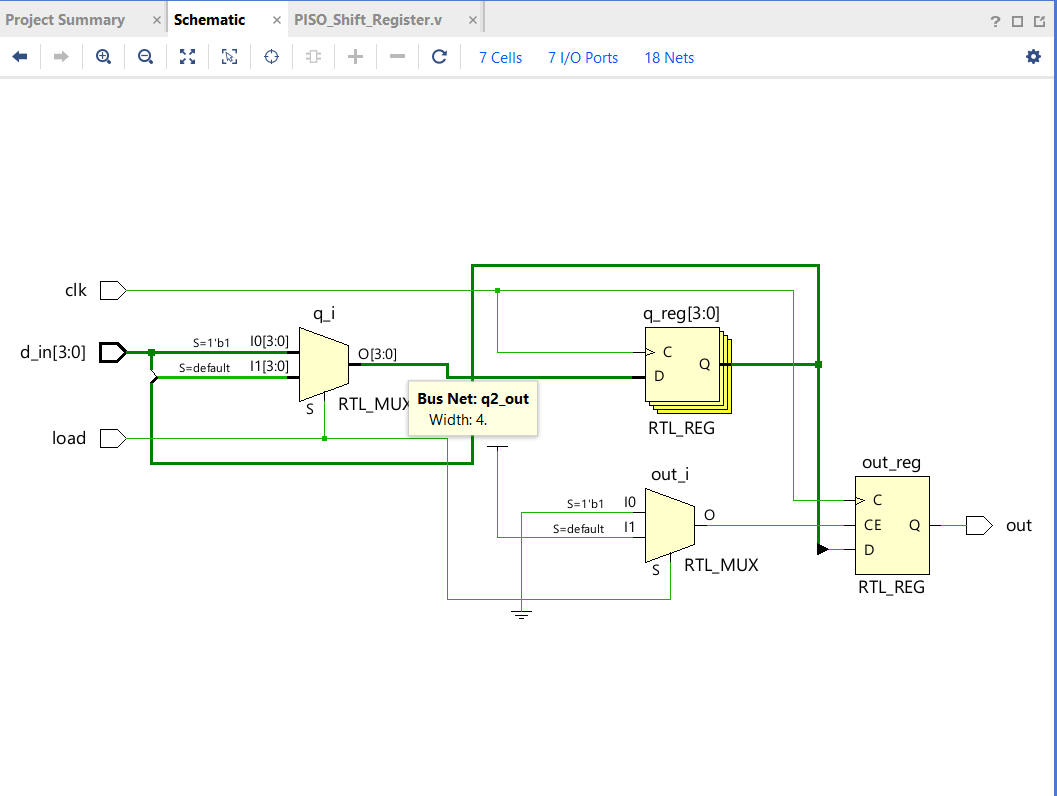 Project Summary × Schematic × PISO_Shift_Register.v ×
?
7 Cells 7 I/O Ports 18 Nets
clk
q_i
q_reg[3:0]
S=1'b1 I0[3:0]
d_in[3:0]
O[3:0]
C
S=default I1[3:0]
Q
D
S
RTL_MUX
Bus Net: q2_out
Width: 4.
RTL_REG
load
out_i
out_reg
S=1'b1 I0
C
O
S=default I1
CE
Q
out
D
S
RTL_MUX
RTL_REG